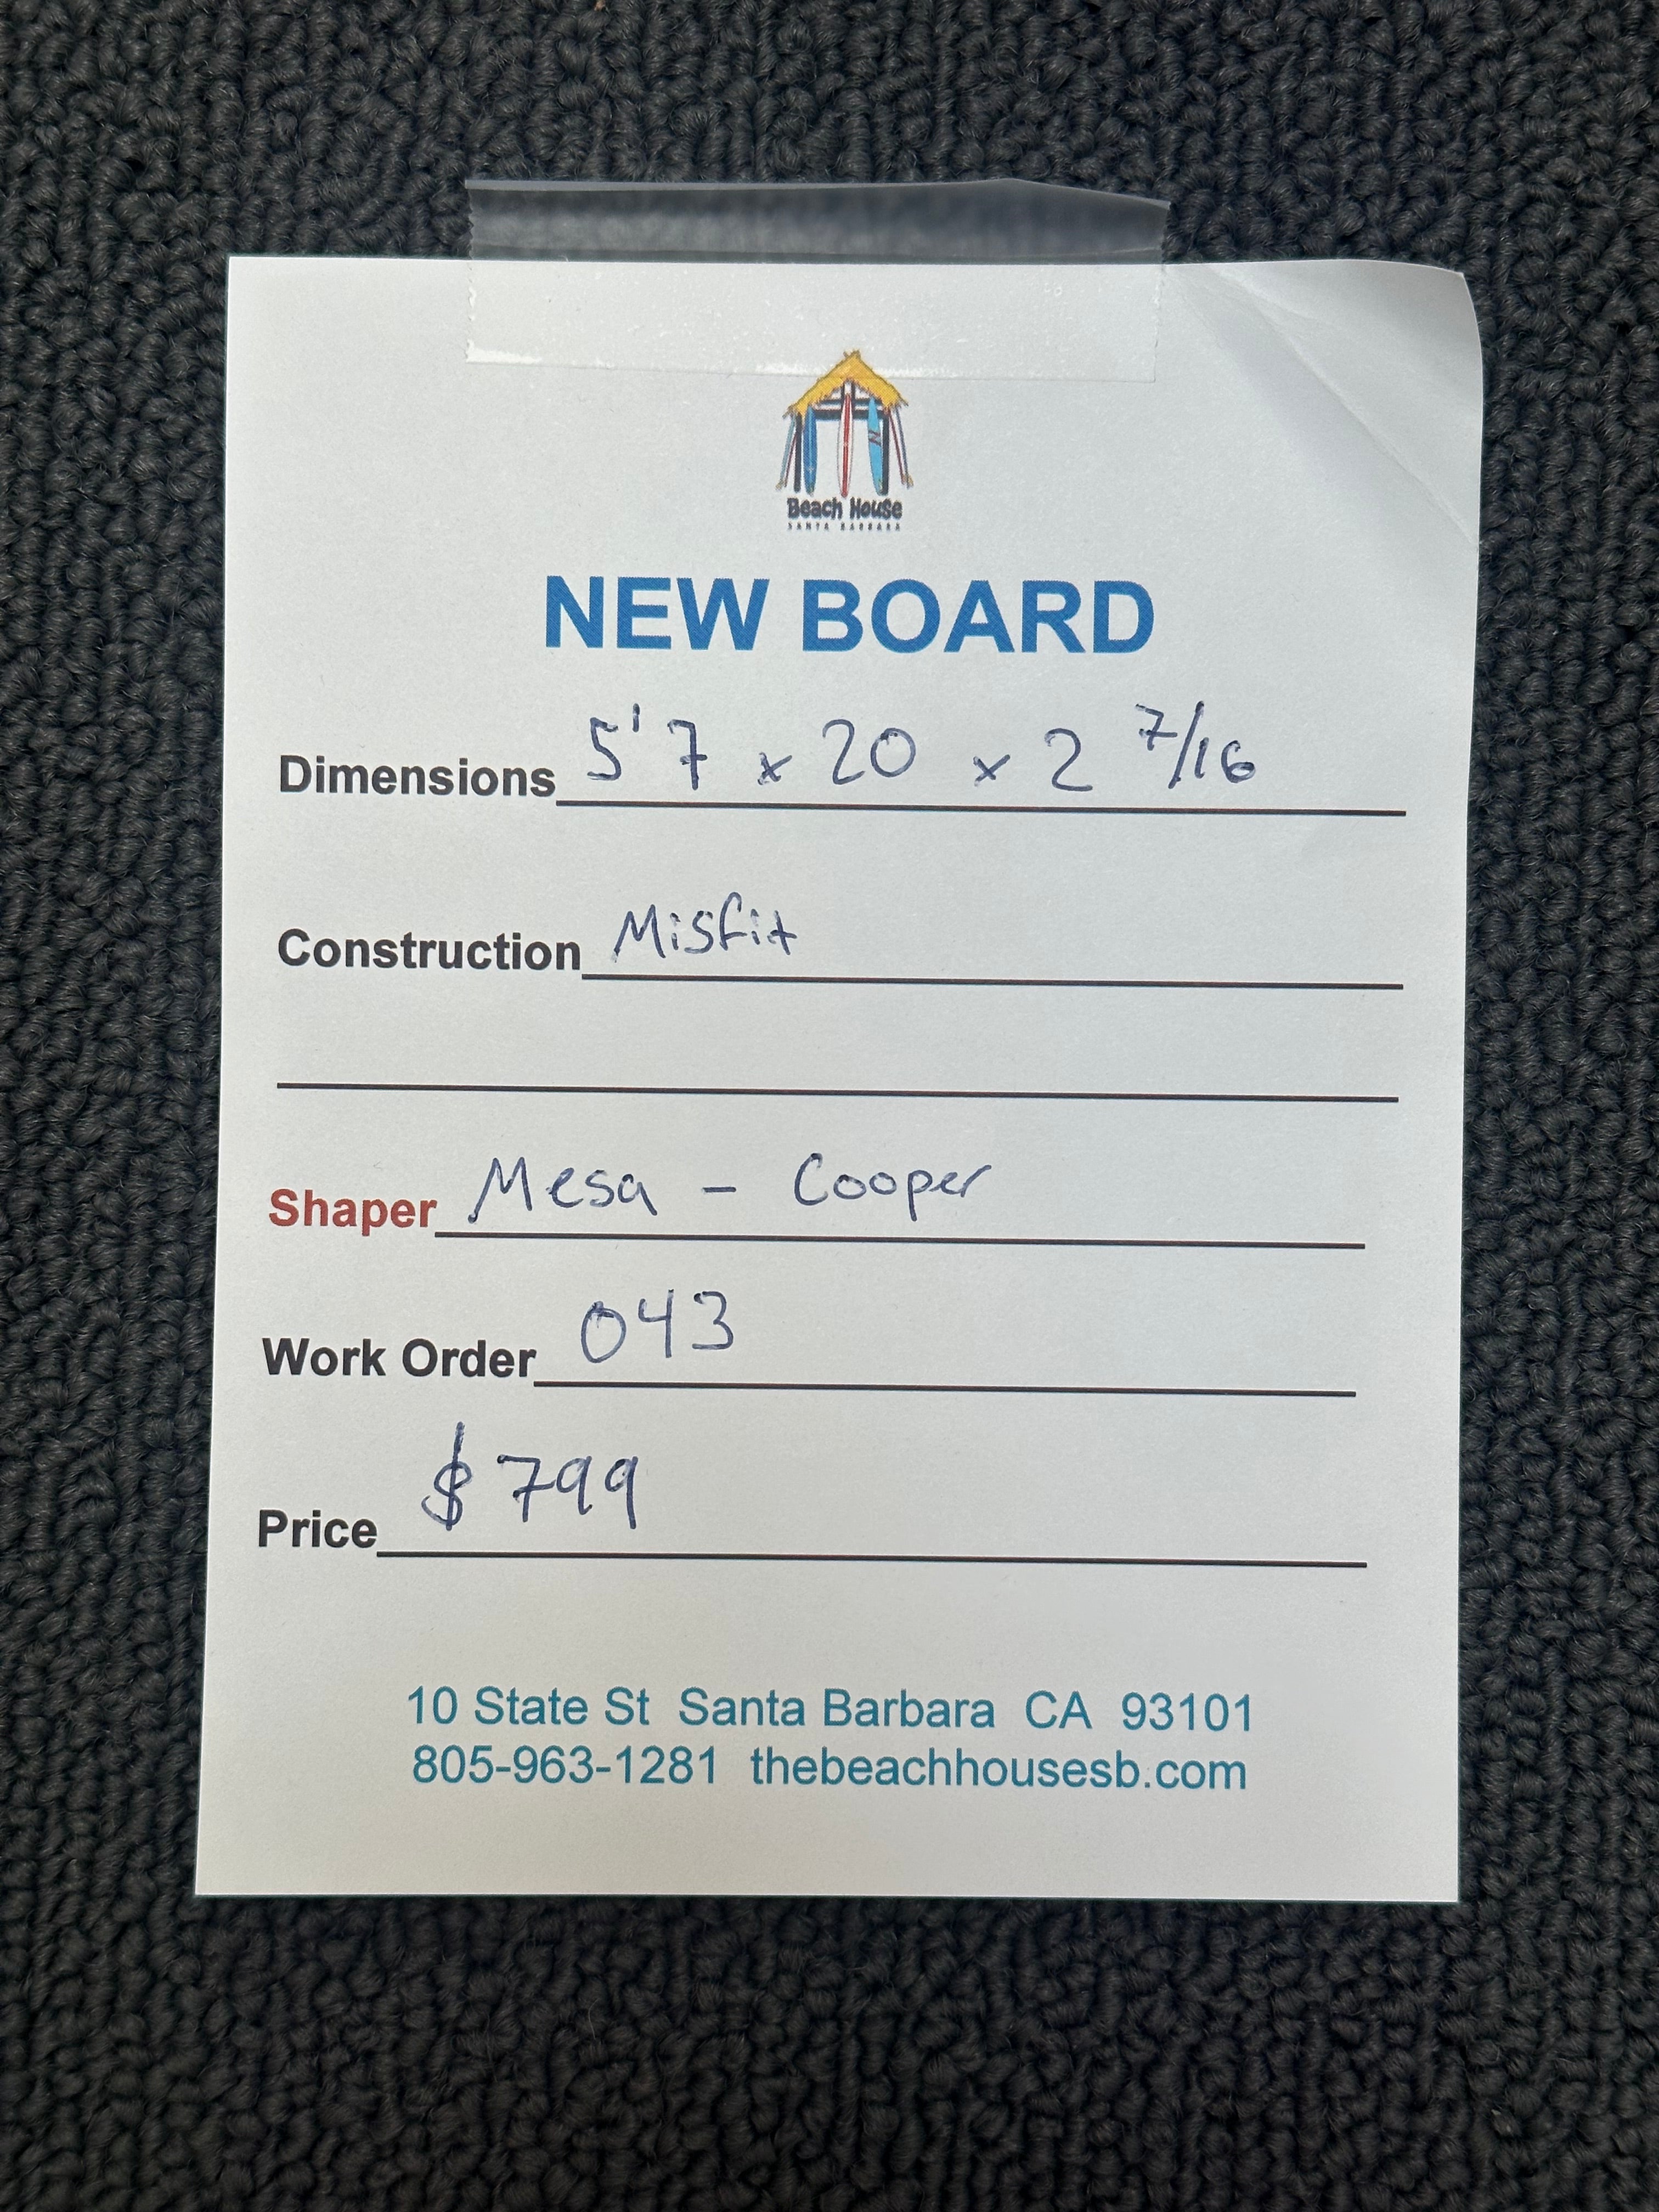 Beach House
SANTA BARBARA
NEW BOARD
Dimensions 5'7 x 20 x 2 7/16
Construction Misfit
Shaper Mesa - Cooper
Work Order 043
Price $799
10 State St Santa Barbara CA 93101
805-963-1281 thebeachhousesb.com